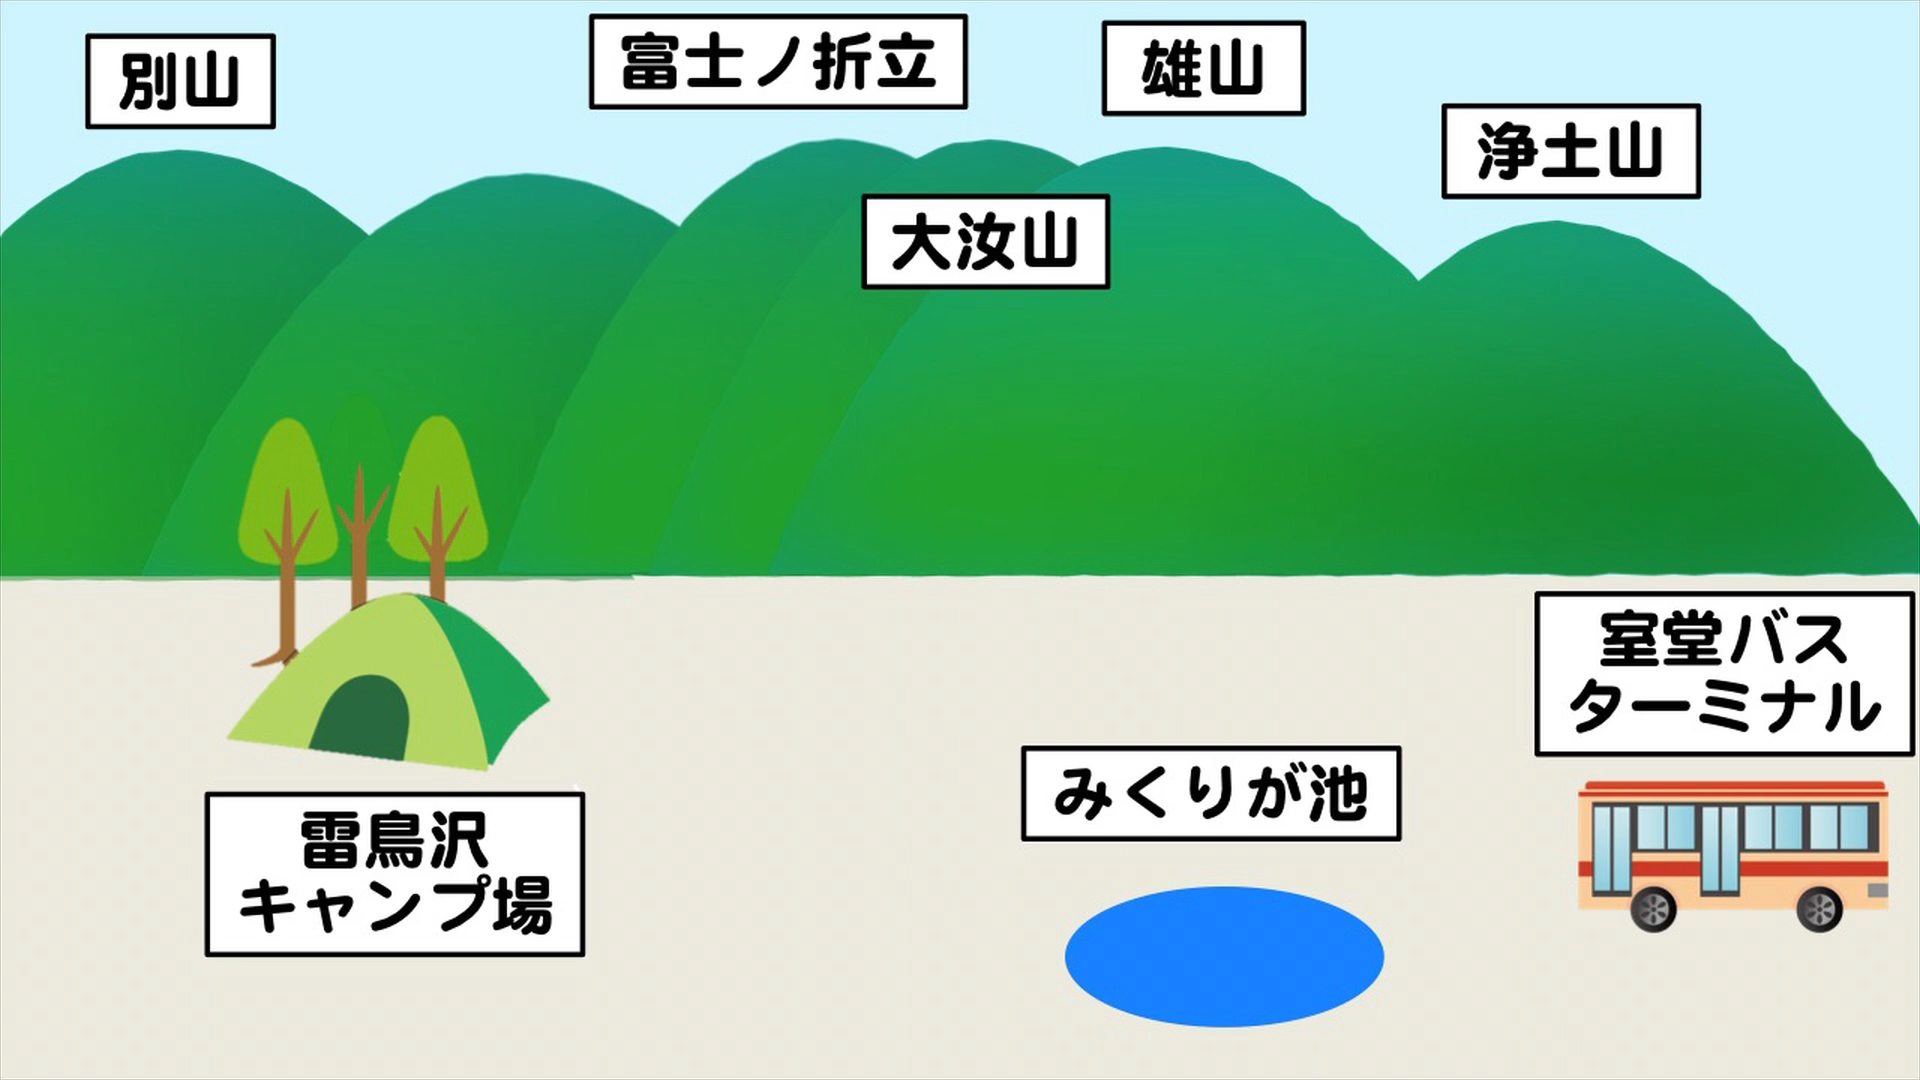 別山
富士ノ折立
雄山
浄土山
大汝山
室堂バス
ターミナル
みくりが池
雷鳥沢
キャンプ場